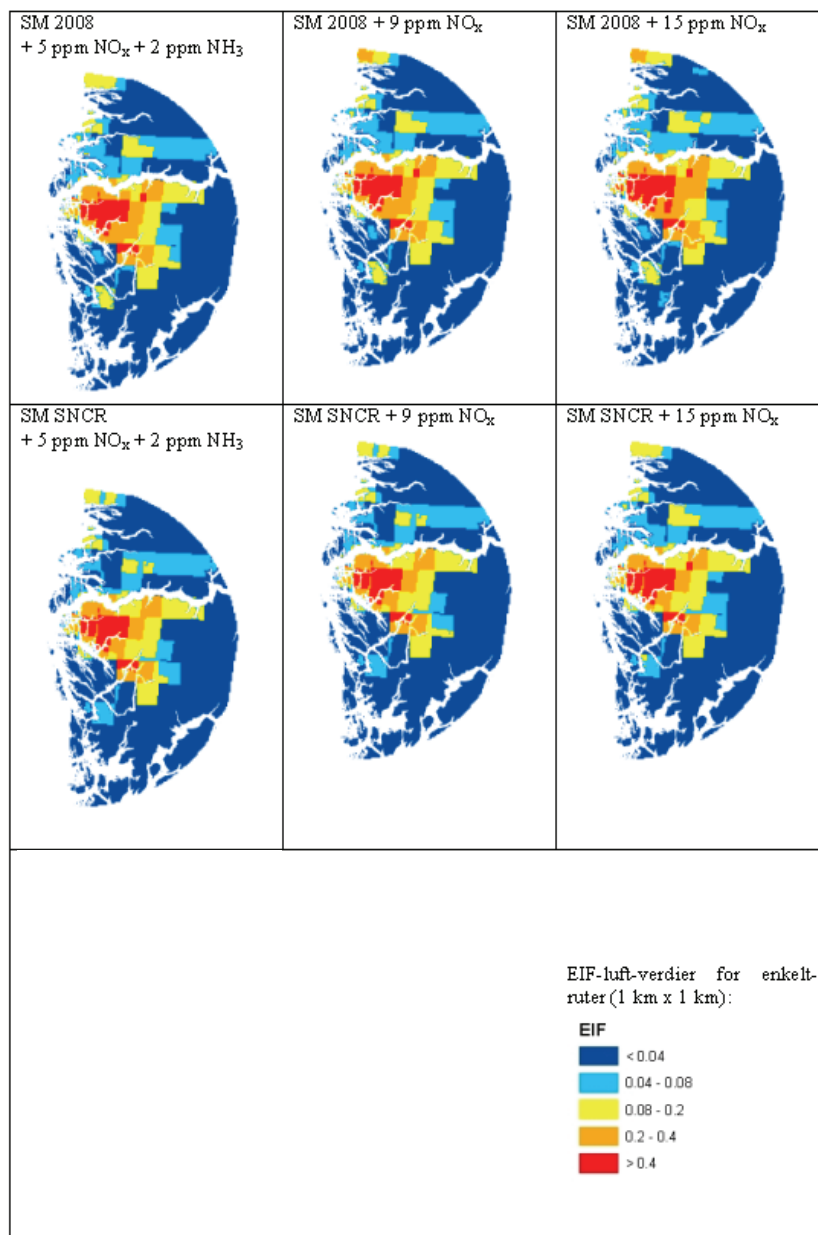 SM 2008
+ 5 ppm NOₓ + 2 ppm NH₃
SM 2008 + 9 ppm NOₓ
SM 2008 + 15 ppm NOₓ
SM SNCR
+ 5 ppm NOₓ + 2 ppm NH₃
SM SNCR + 9 ppm NOₓ
SM SNCR + 15 ppm NOₓ
EIF-luft-verdier for enkelt-
ruter (1 km x 1 km):
EIF
< 0.04
0.04 - 0.08
0.08 - 0.2
0.2 - 0.4
> 0.4